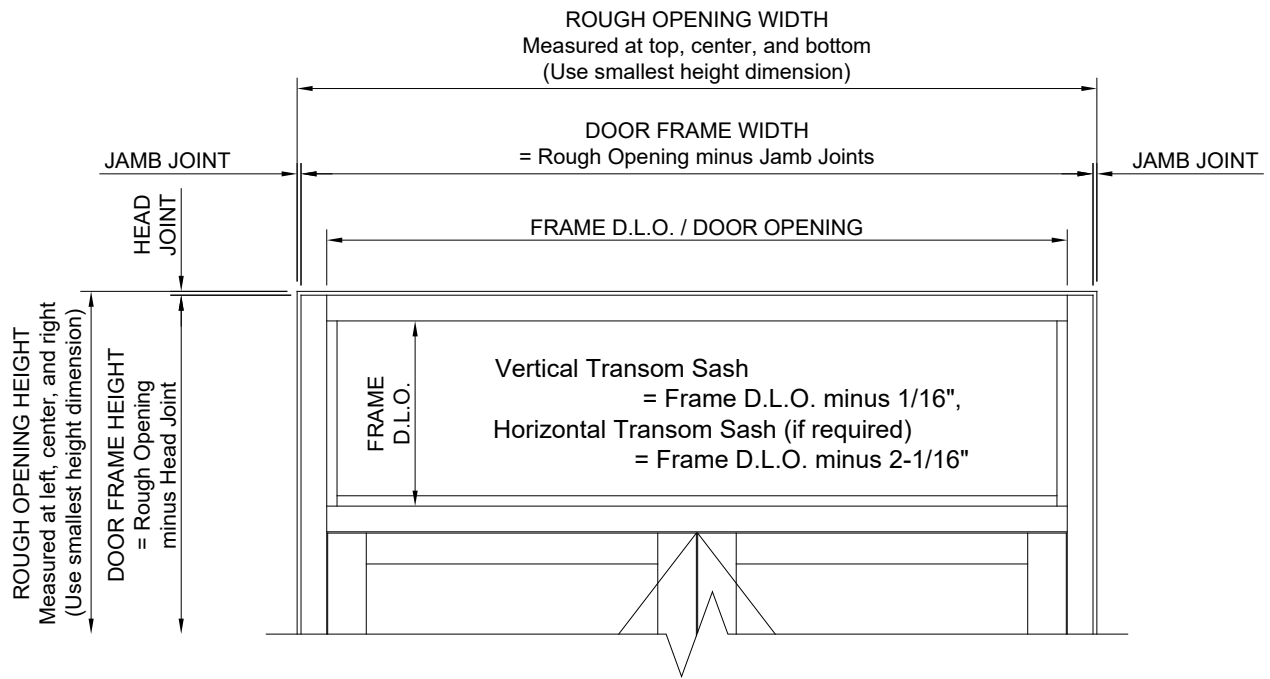 ROUGH OPENING WIDTH
Measured at top, center, and bottom
(Use smallest height dimension)
DOOR FRAME WIDTH
= Rough Opening minus Jamb Joints
JAMB JOINT
JAMB JOINT
HEAD
JOINT
FRAME D.L.O. / DOOR OPENING
ROUGH OPENING HEIGHT
Measured at left, center, and right
(Use smallest height dimension)
DOOR FRAME HEIGHT
= Rough Opening
minus Head Joint
FRAME
D.L.O.
Vertical Transom Sash
= Frame D.L.O. minus 1/16",
Horizontal Transom Sash (if required)
= Frame D.L.O. minus 2-1/16"